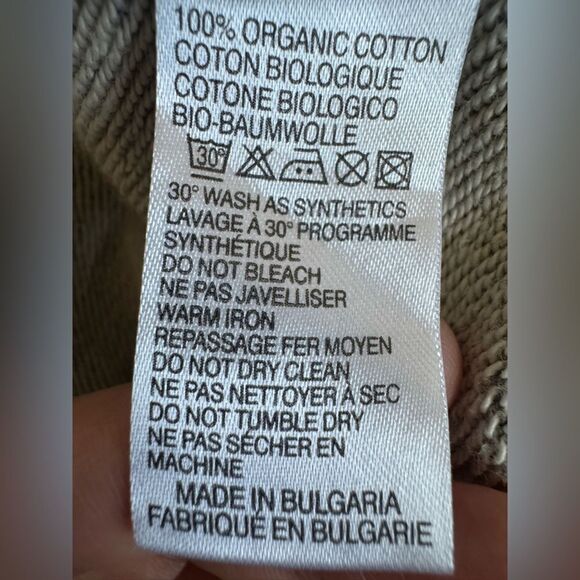 100% ORGANIC COTTON
COTON BIOLOGIQUE
COTONE BIOLOGICO
BIO-BAUMWOLLE
30°
30° WASH AS SYNTHETICS
LAVAGE À 30° PROGRAMME
SYNTHÉTIQUE
DO NOT BLEACH
NE PAS JAVELLISER
WARM IRON
REPASSAGE FER MOYEN
DO NOT DRY CLEAN
NE PAS NETTOYER À SEC
DO NOT TUMBLE DRY
NE PAS SÉCHER EN
MACHINE
MADE IN BULGARIA
FABRIQUÉ EN BULGARIE